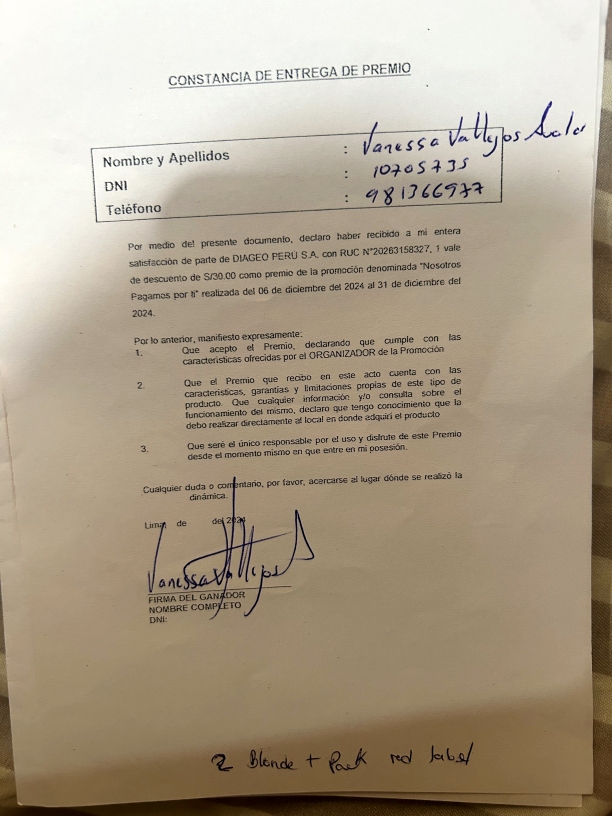 CONSTANCIA DE ENTREGA DE PREMIO
Nombre y Apellidos : Vanessa Vallejos
DNI : 10705735
Teléfono : 981366977
Por medio del presente documento, declaro haber recibido a mi entera
satisfacción de parte de DIAGEO PERÚ S.A. con RUC N°20263158327, 1 vale
de descuento de S/30.00 como premio de la promoción denominada "Nosotros
Pagamos por ti" realizada del 06 de diciembre del 2024 al 31 de diciembre del
2024.
Por lo anterior, manifiesto expresamente:
1. Que acepto el Premio, declarando que cumple con las
características ofrecidas por el ORGANIZADOR de la Promoción
2. Que el Premio que recibo en este acto cuenta con las
características, garantías y limitaciones propias de este tipo de
producto. Que cualquier información y/o consulta sobre el
funcionamiento del mismo, declaro que tengo conocimiento que la
debo realizar directamente al local en donde adquirí el producto
3. Que seré el único responsable por el uso y disfrute de este Premio
desde el momento mismo en que entre en mi posesión.
Cualquier duda o comentario, por favor, acercarse al lugar dónde se realizó la
dinámica.
Lima, de del 2024
Vanessa Vallejos
FIRMA DEL GANADOR
NOMBRE COMPLETO
DNI:
2 Blonde + Pack red label